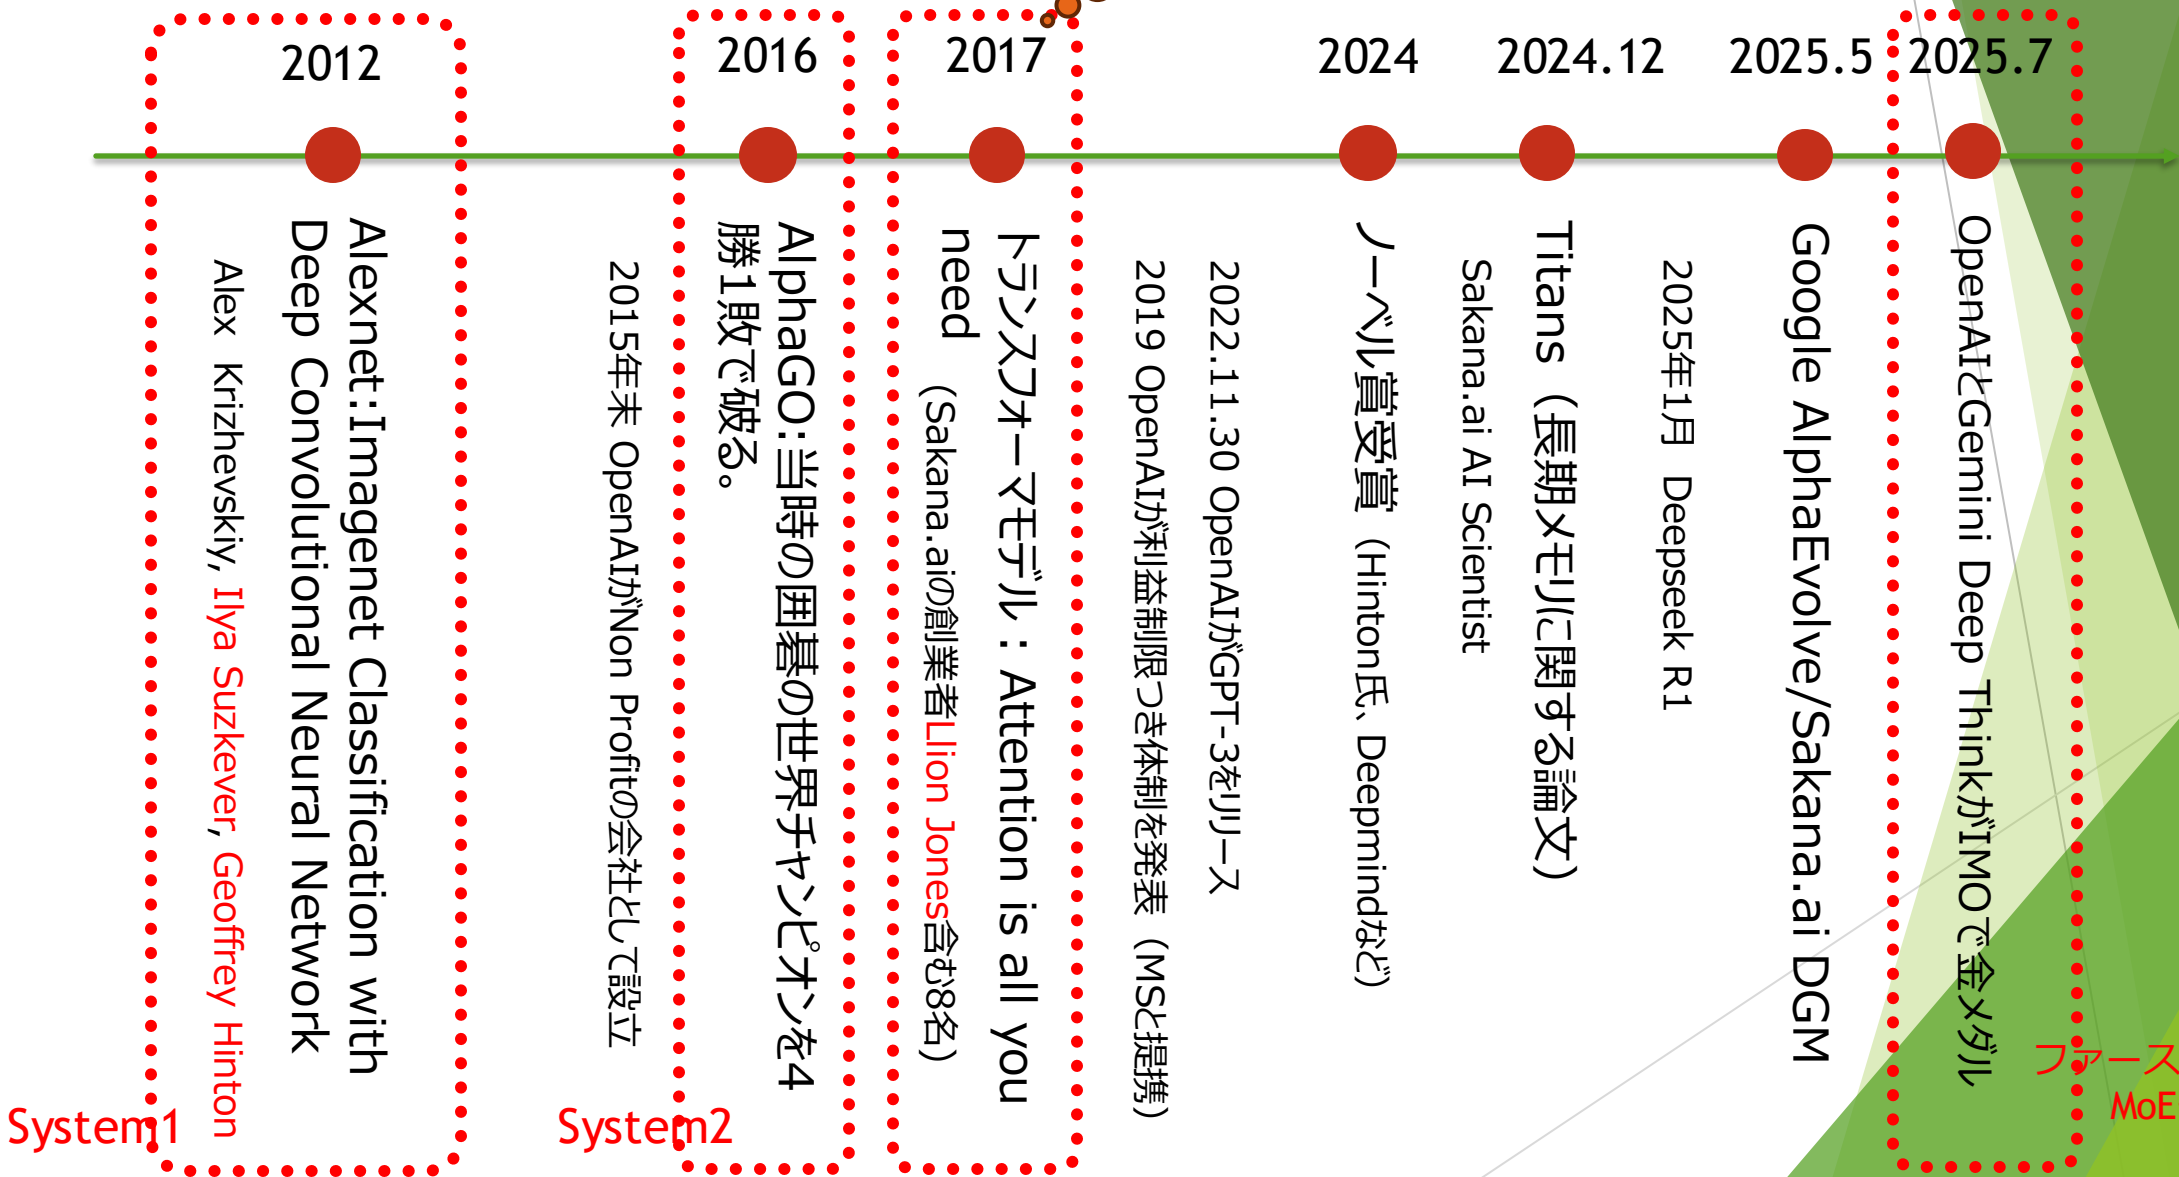 2012
2016
2017
2024
2024.12
2025.5
2025.7
Alexnet:Imagenet Classification with
Deep Convolutional Neural Network
Alex Krizhevskiy, Ilya Suzkever, Geoffrey Hinton
2015年末 OpenAIがNon Profitの会社として設立
AlphaGO:当時の囲碁の世界チャンピオンを4
勝1敗で破る。
トランスフォーマモデル：Attention is all you
need
(Sakana.aiの創業者Llion Jones含む8名)
2022.11.30 OpenAIがGPT-3をリリース
2019 OpenAIが利益制限つき体制を発表（MSと提携）
ノーベル賞受賞（Hinton氏、Deepmindなど）
Titans（長期メモリに関する論文）
Sakana.ai AI Scientist
2025年1月 Deepseek R1
Google AlphaEvolve/Sakana.ai DGM
OpenAIとGemini Deep ThinkがIMOで金メダル
System1
System2
ファース
MoE